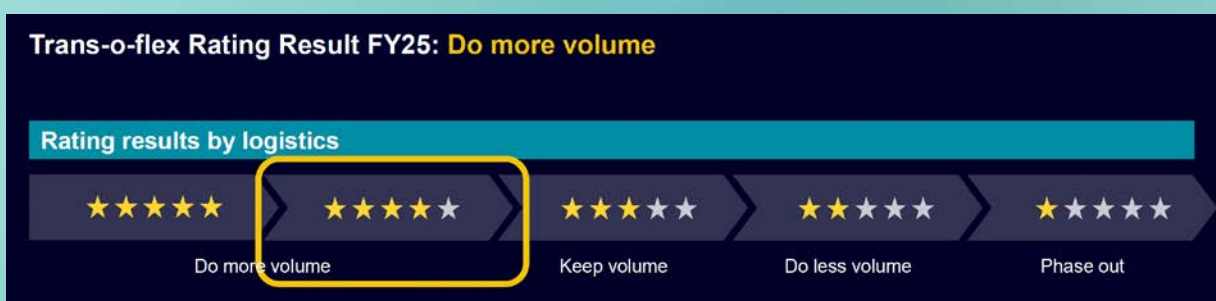 Trans-o-flex Rating Result FY25: Do more volume
Rating results by logistics
Do more volume
Keep volume
Do less volume
Phase out